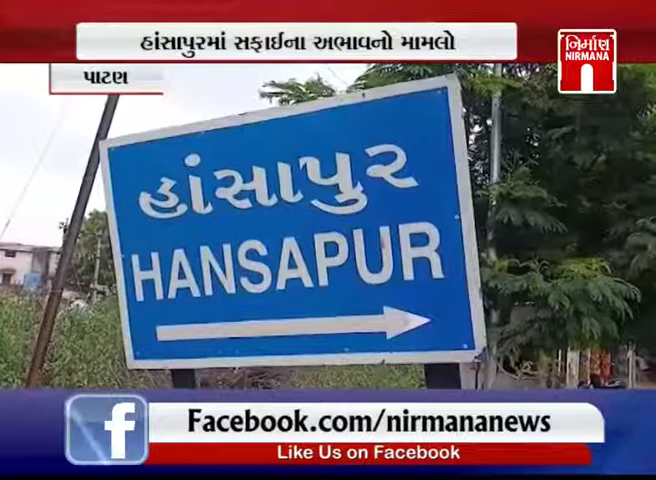 હાંસાપુરમાં સફાઈના અભાવનો મામલો
નિર્માણ
NIRMANA
પાટણ
હાંસાપુર
HANSAPUR
f
Facebook.com/nirmananews
Like Us on Facebook